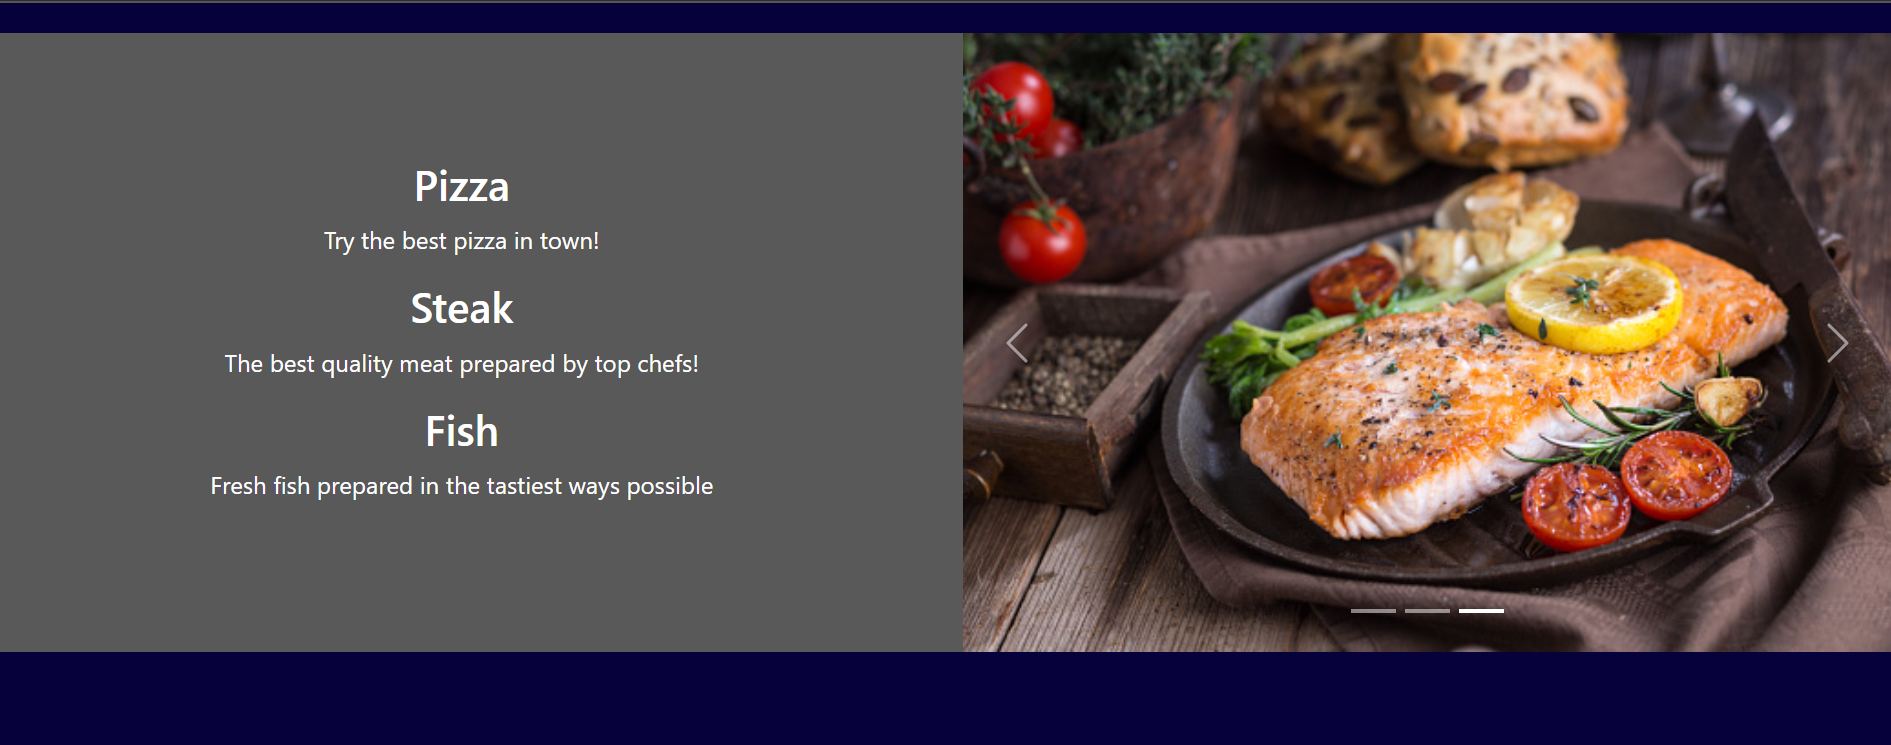 Pizza
Try the best pizza in town!
Steak
The best quality meat prepared by top chefs!
Fish
Fresh fish prepared in the tastiest ways possible